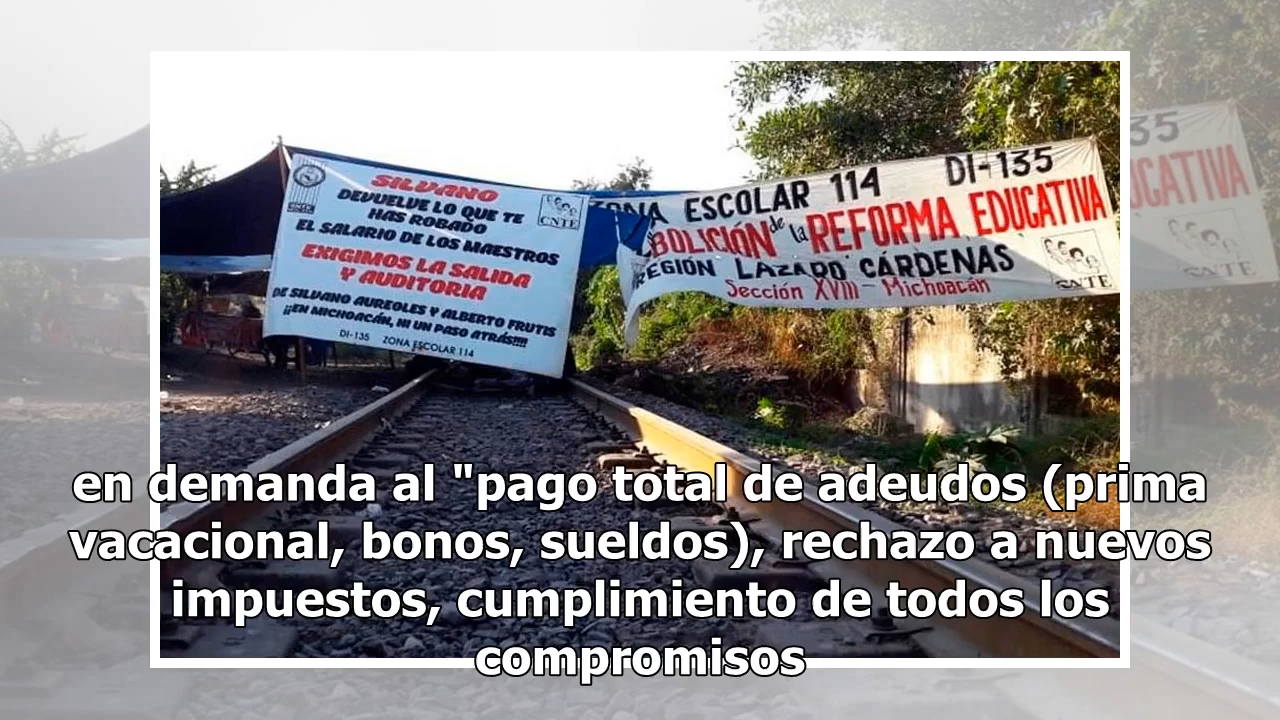 SILVANO
DEVUELVE LO QUE TE
HAS ROBADO
EL SALARIO DE LOS MAESTROS
EXIGIMOS LA SALIDA
Y AUDITORIA
DE SILVANO AUREOLES Y ALBERTO FRUTIS
¡¡EN MICHOACÁN, NI UN PASO ATRÁS!!!!
DI-135 ZONA ESCOLAR 114
CNTE
ZONA ESCOLAR 114 DI-135
ABOLICIÓN de la REFORMA EDUCATIVA
REGIÓN LAZARO CÁRDENAS
Sección XVIII - Michoacán
CNTE
35
UCATIVA
CNTE
en demanda al "pago total de adeudos (prima
vacacional, bonos, sueldos), rechazo a nuevos
impuestos, cumplimiento de todos los
compromisos